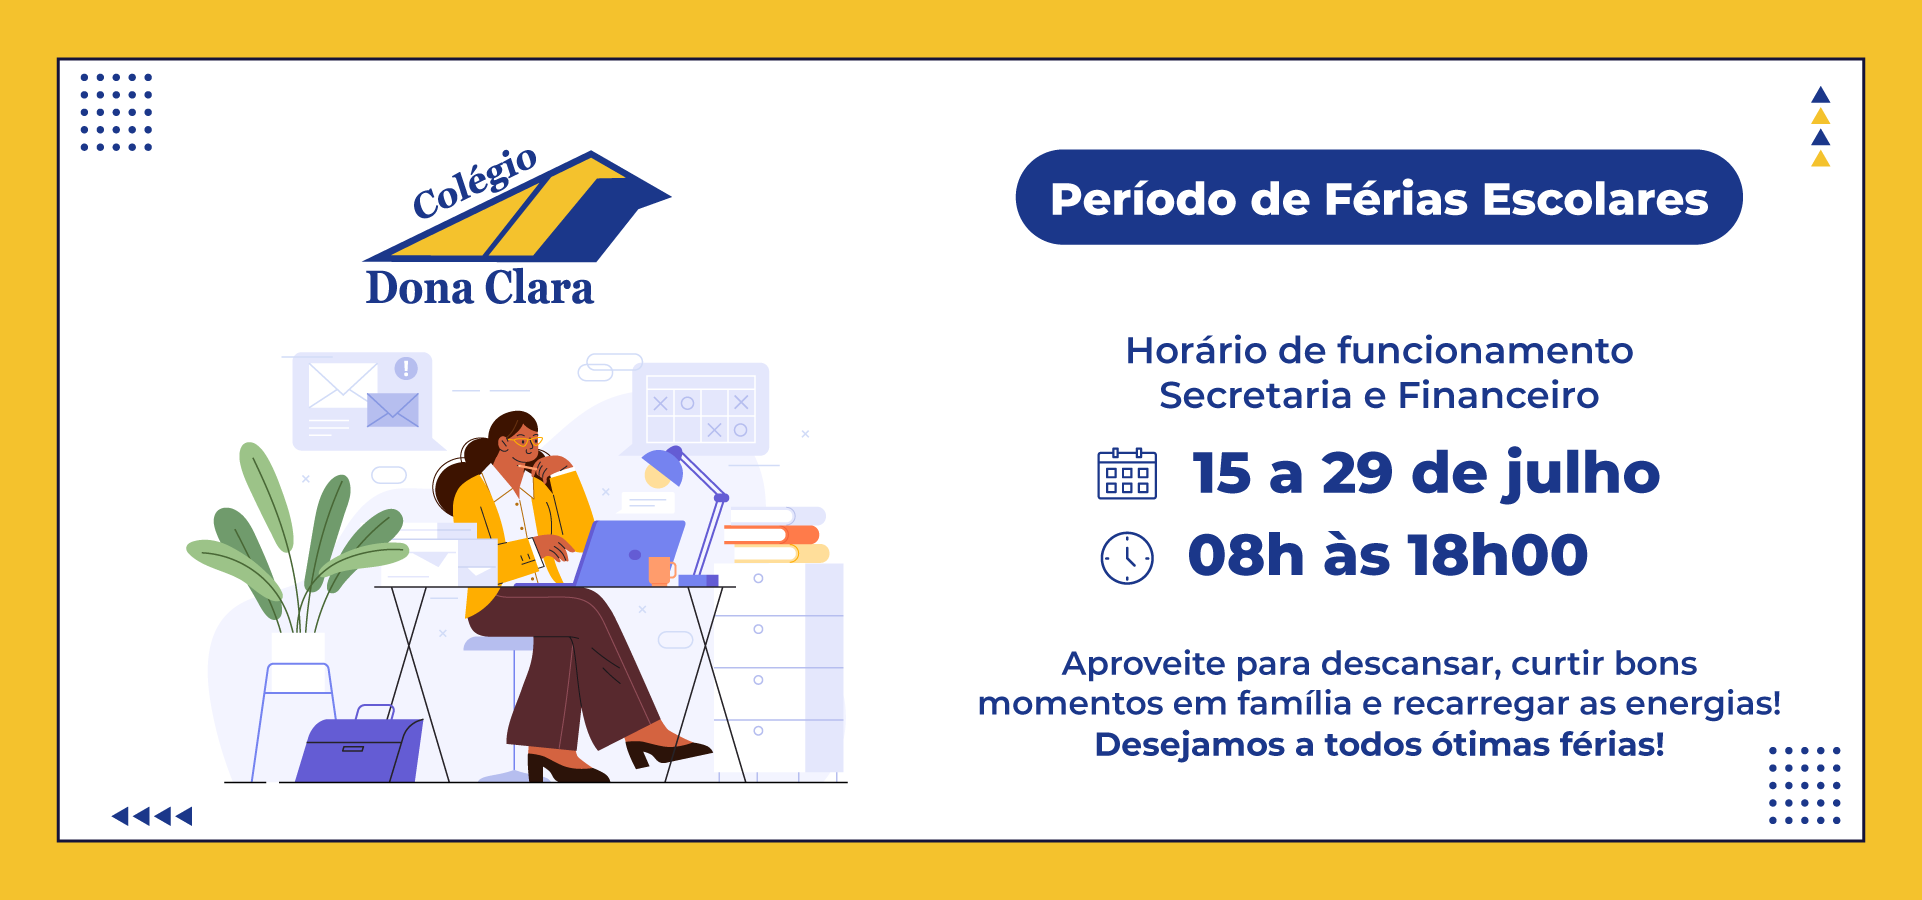 Colégio
Dona Clara
Período de Férias Escolares
Horário de funcionamento
Secretaria e Financeiro
15 a 29 de julho
08h às 18h00
Aproveite para descansar, curtir bons
momentos em família e recarregar as energias!
Desejamos a todos ótimas férias!